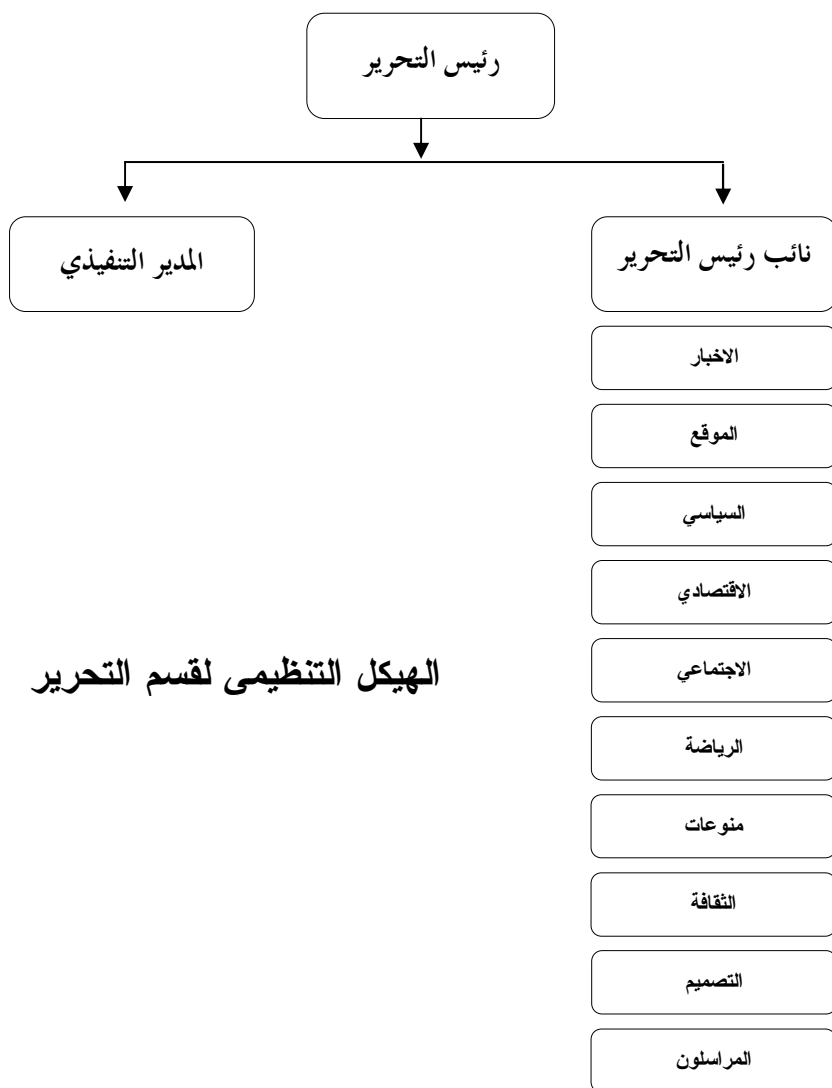 رئيس التحرير
نائب رئيس التحرير
المدير التنفيذي
الاخبار
الموقع
السياسي
الاقتصادي
الاجتماعي
الهيكل التنظيمى لقسم التحرير
الرياضة
منوعات
الثقافة
التصميم
المراسلون